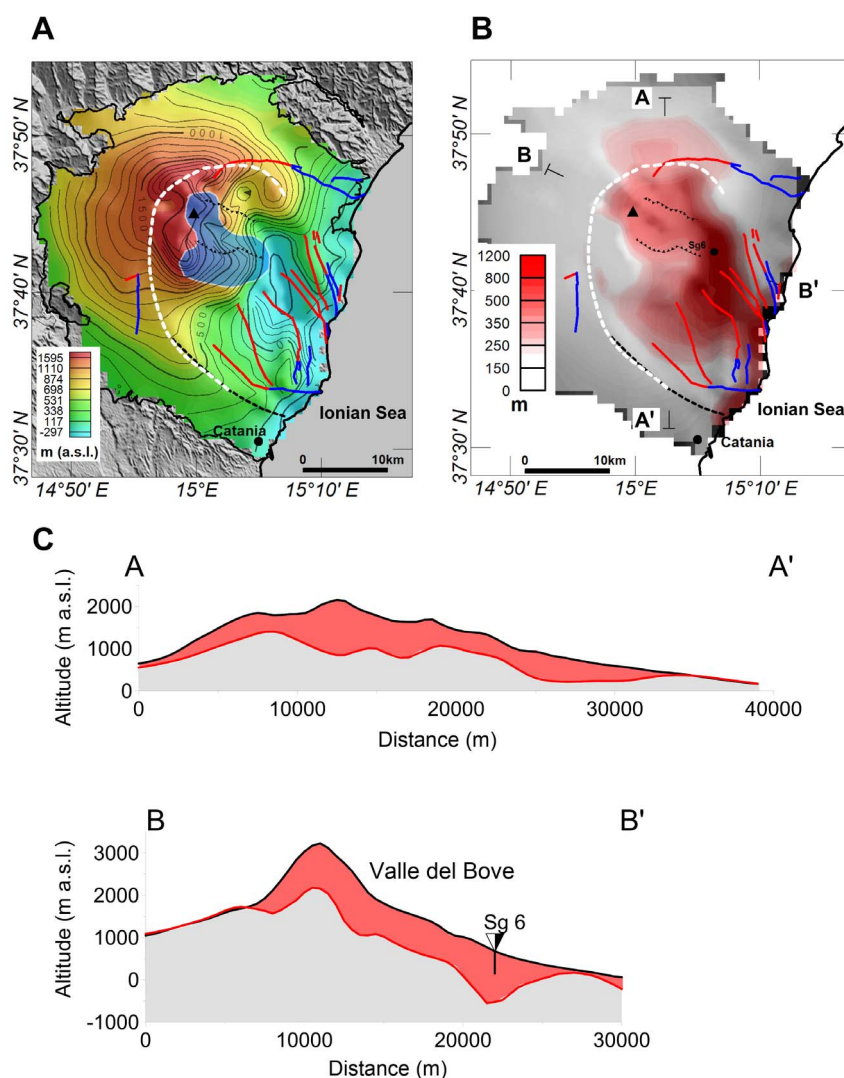 A
37°50' N
37°40' N
37°30' N
1000
1500
500
1595
1110
874
698
531
338
117
-297
m (a.s.l.)
Catania
Ionian Sea
0 10km
14°50' E 15°E 15°10' E
B
37°50' N
37°40' N
37°30' N
A
B
Sg6
B'
1200
800
500
350
250
150
0
m
A'
Ionian Sea
Catania
0 10km
14°50' E 15°E 15°10' E
C
A A'
Altitude (m a.s.l.)
2000
1000
0
0 10000 20000 30000 40000
Distance (m)
B B'
Altitude (m a.s.l.)
3000
2000
1000
0
-1000
Valle del Bove
Sg 6
0 10000 20000 30000
Distance (m)